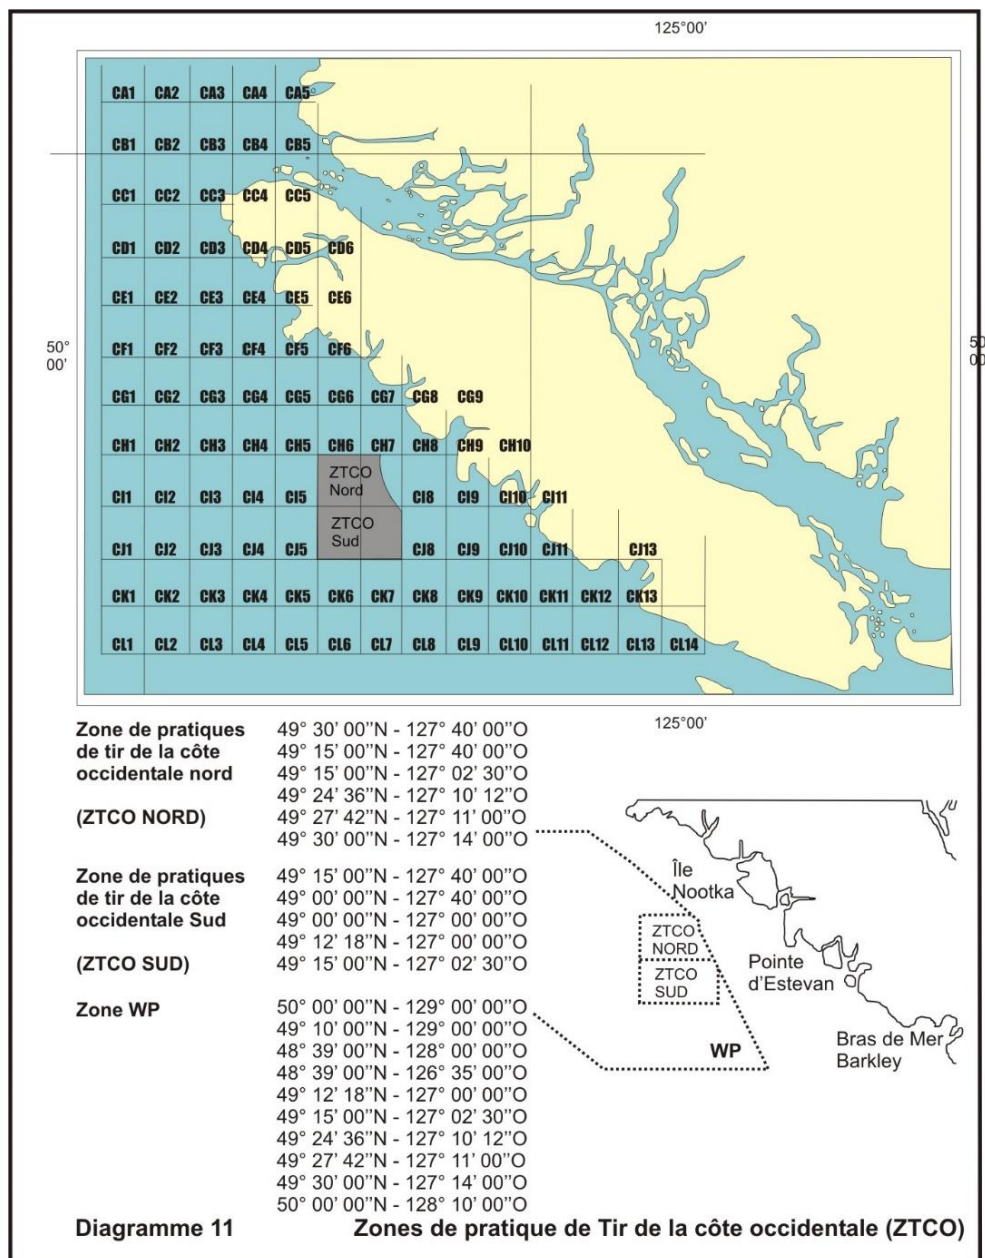 125°00’
CA1 CA2 CA3 CA4 CA5
CB1 CB2 CB3 CB4 CB5
CC1 CC2 CC3 CC4 CC5
CD1 CD2 CD3 CD4 CD5 CD6
CE1 CE2 CE3 CE4 CE5 CE6
50°
00’
CF1 CF2 CF3 CF4 CF5 CF6
50
00
CG1 CG2 CG3 CG4 CG5 CG6 CG7 CG8 CG9
CH1 CH2 CH3 CH4 CH5 CH6 CH7 CH8 CH9 CH10
ZTCO
Nord
CI1 CI2 CI3 CI4 CI5 CI8 CI9 CI10 CI11
ZTCO
Sud
CJ1 CJ2 CJ3 CJ4 CJ5 CJ8 CJ9 CJ10 CJ11 CJ13
CK1 CK2 CK3 CK4 CK5 CK6 CK7 CK8 CK9 CK10 CK11 CK12 CK13
CL1 CL2 CL3 CL4 CL5 CL6 CL7 CL8 CL9 CL10 CL11 CL12 CL13 CL14
125°00’
Zone de pratiques
de tir de la côte
occidentale nord
(ZTCO NORD)
49° 30’ 00”N - 127° 40’ 00”O
49° 15’ 00”N - 127° 40’ 00”O
49° 15’ 00”N - 127° 02’ 30”O
49° 24’ 36”N - 127° 10’ 12”O
49° 27’ 42”N - 127° 11’ 00”O
49° 30’ 00”N - 127° 14’ 00”O
Zone de pratiques
de tir de la côte
occidentale Sud
(ZTCO SUD)
49° 15’ 00”N - 127° 40’ 00”O
49° 00’ 00”N - 127° 40’ 00”O
49° 00’ 00”N - 127° 00’ 00”O
49° 12’ 18”N - 127° 00’ 00”O
49° 15’ 00”N - 127° 02’ 30”O
Zone WP
50° 00’ 00”N - 129° 00’ 00”O
49° 10’ 00”N - 129° 00’ 00”O
48° 39’ 00”N - 128° 00’ 00”O
48° 39’ 00”N - 126° 35’ 00”O
49° 12’ 18”N - 127° 00’ 00”O
49° 15’ 00”N - 127° 02’ 30”O
49° 24’ 36”N - 127° 10’ 12”O
49° 27’ 42”N - 127° 11’ 00”O
49° 30’ 00”N - 127° 14’ 00”O
50° 00’ 00”N - 128° 10’ 00”O
Île
Nootka
ZTCO
NORD
ZTCO
SUD
Pointe
d’Estevan
WP
Bras de Mer
Barkley
Diagramme 11
Zones de pratique de Tir de la côte occidentale (ZTCO)